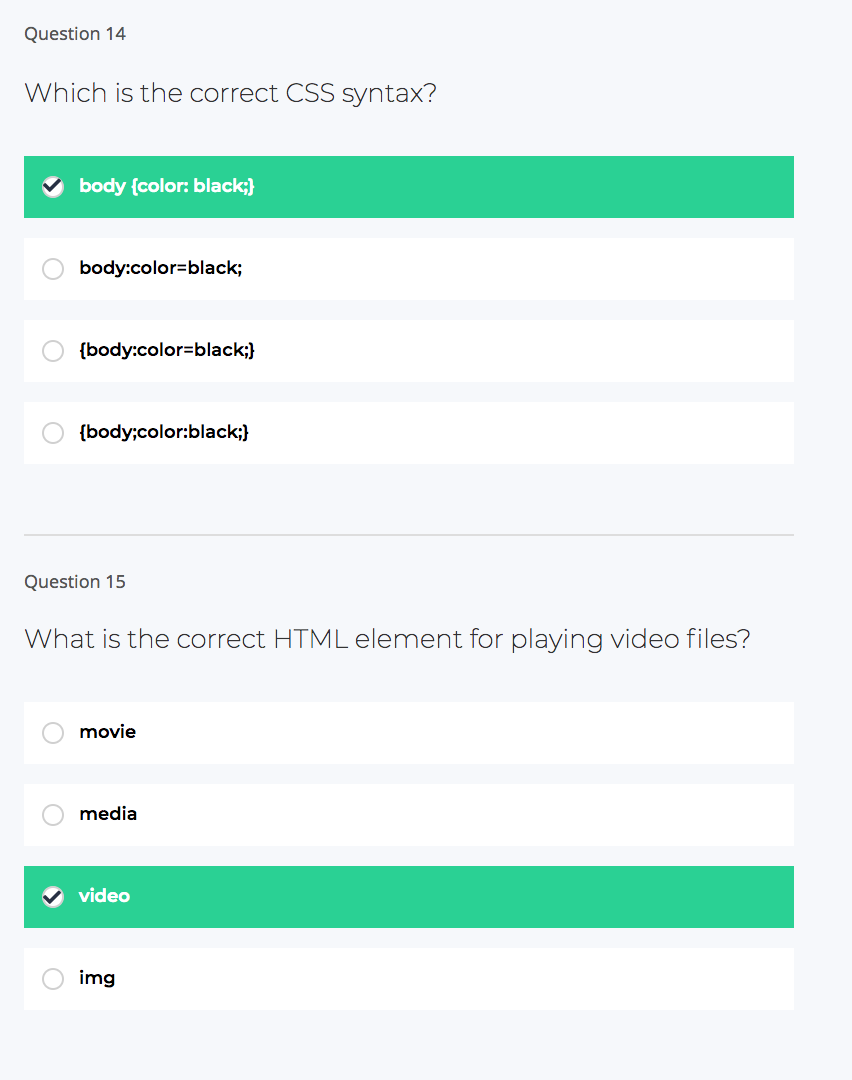 Question 14
Which is the correct CSS syntax?
body {color: black;}
body:color=black;
{body:color=black;}
{body;color:black;}
Question 15
What is the correct HTML element for playing video files?
movie
media
video
img